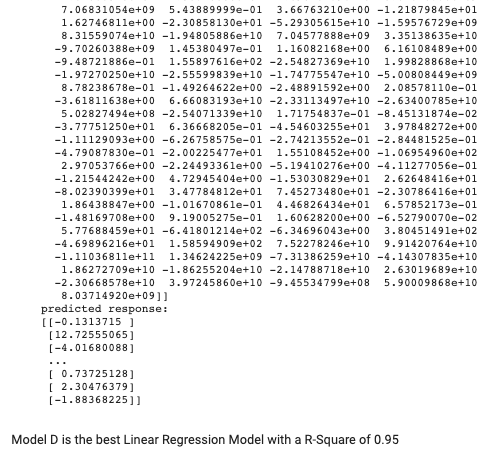 7.06831054e+09 5.43889999e-01 3.66763210e+00 -1.21879845e+01
1.62746811e+00 -2.30858130e+01 -5.29305615e+10 -1.59576729e+09
8.31559074e+10 -1.94805886e+10 7.04577888e+09 3.35138635e+10
-9.70260388e+09 1.45380497e-01 1.16082168e+00 6.16108489e+00
-9.48721886e-01 1.55897616e+02 -2.54827369e+10 1.99828868e+10
-1.97270250e+10 -2.55599839e+10 -1.74775547e+10 -5.00808449e+09
8.78238678e-01 -1.49264622e+00 -2.48891592e+00 2.08578110e-01
-3.61811638e+00 6.66083193e+10 -2.33113497e+10 -2.63400785e+10
5.02827494e+08 -2.54071339e+10 1.71754837e-01 -8.45131874e-02
-3.77751250e+01 6.36668205e-01 -4.54603255e+01 3.97848272e+00
-1.11129093e+00 -6.26758575e-01 -2.74213552e-01 -2.84481525e-01
-4.79087830e-01 -2.00225477e+01 1.55108452e+00 -1.06954960e+02
2.97053766e+00 -2.24493361e+00 -5.19410276e+00 -4.11277056e-01
-1.21544242e+00 4.72945404e+00 -1.53030829e+01 2.62648416e+01
-8.02390399e+01 3.47784812e+01 7.45273480e+01 -2.30786416e+01
1.86438847e+00 -1.01670861e-01 4.46826434e+01 6.57852173e-01
-1.48169708e+00 9.19005275e-01 1.60628200e+00 -6.52790070e-02
5.77688459e+01 -6.41801214e+02 -6.34696043e+00 3.80451491e+02
-4.69896216e+01 1.58594909e+02 7.52278246e+10 9.91420764e+10
-1.11036811e+11 1.34624225e+09 -7.31386259e+10 -4.14307835e+10
1.86272709e+10 -1.86255204e+10 -2.14788718e+10 2.63019689e+10
-2.30668578e+10 3.97245860e+10 -9.45534799e+08 5.90009868e+10
8.03714920e+09]]
predicted response:
[[-0.1313715 ]
[12.72555065]
[-4.01680088]
...
[ 0.73725128]
[ 2.30476379]
[-1.88368225]]
Model D is the best Linear Regression Model with a R-Square of 0.95